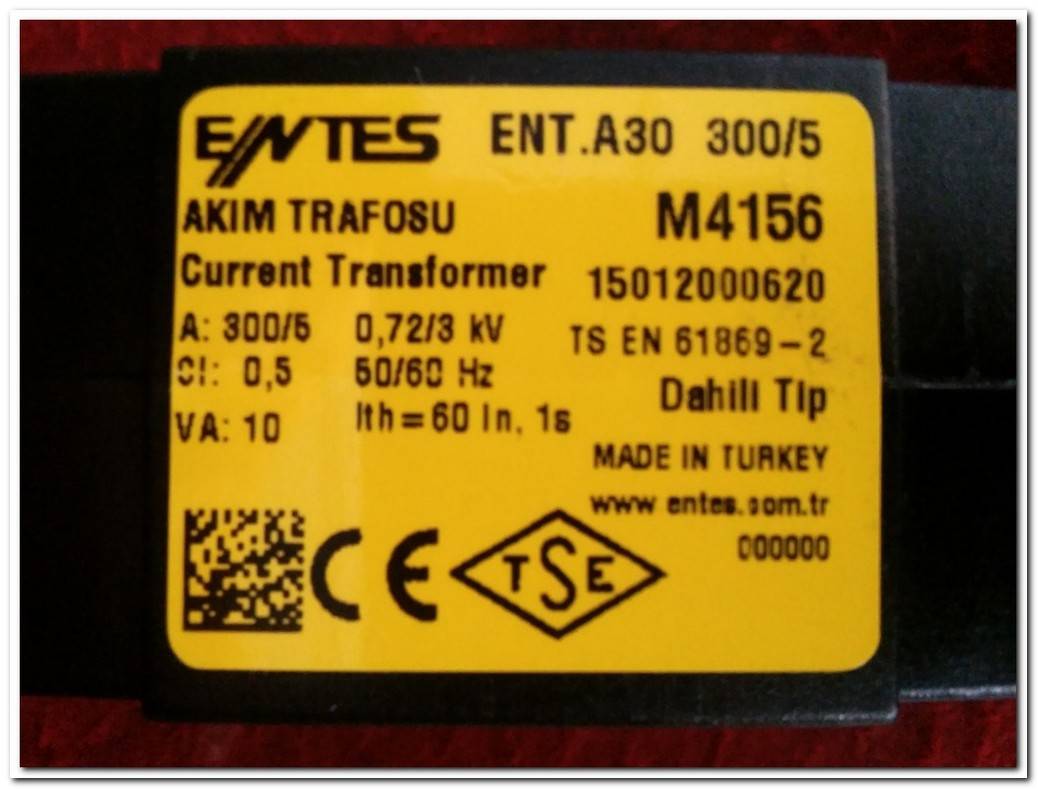 ENTES ENT.A30 300/5
AKIM TRAFOSU M4156
Current Transformer 15012000620
A: 300/5 0,72/3 kV TS EN 61869-2
Cl: 0,5 50/60 Hz Dahili Tip
VA: 10 Ith=60 In, 1s
MADE IN TURKEY
www.entes.com.tr
000000
CE TSE